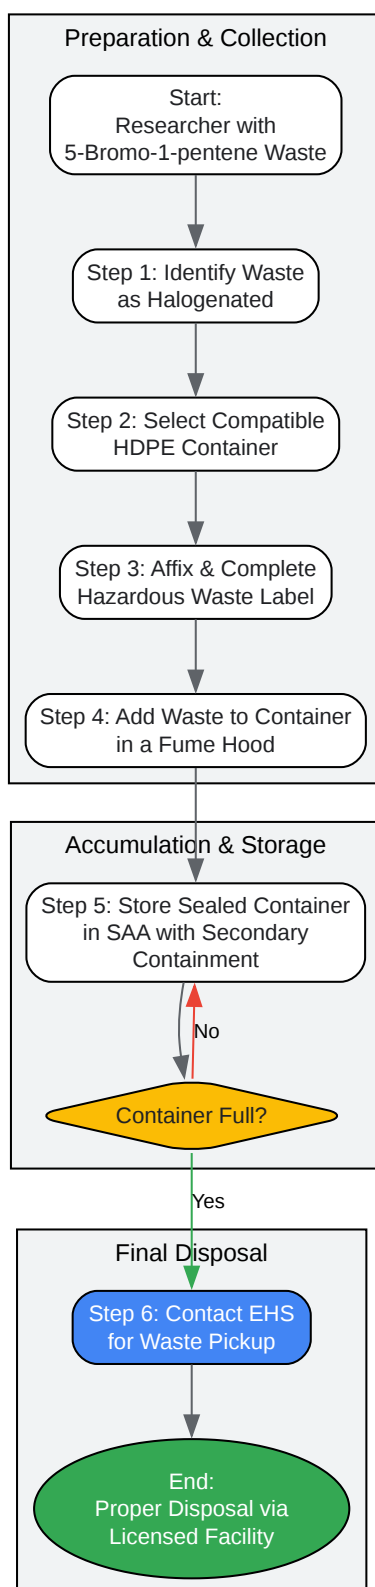 Preparation & Collection
Start:
Researcher with
5-Bromo-1-pentene Waste
Step 1: Identify Waste
as Halogenated
Step 2: Select Compatible
HDPE Container
Step 3: Affix & Complete
Hazardous Waste Label
Step 4: Add Waste to Container
in a Fume Hood
Accumulation & Storage
Step 5: Store Sealed Container
in SAA with Secondary
Containment
No
Container Full?
Yes
Final Disposal
Step 6: Contact EHS
for Waste Pickup
End:
Proper Disposal via
Licensed Facility